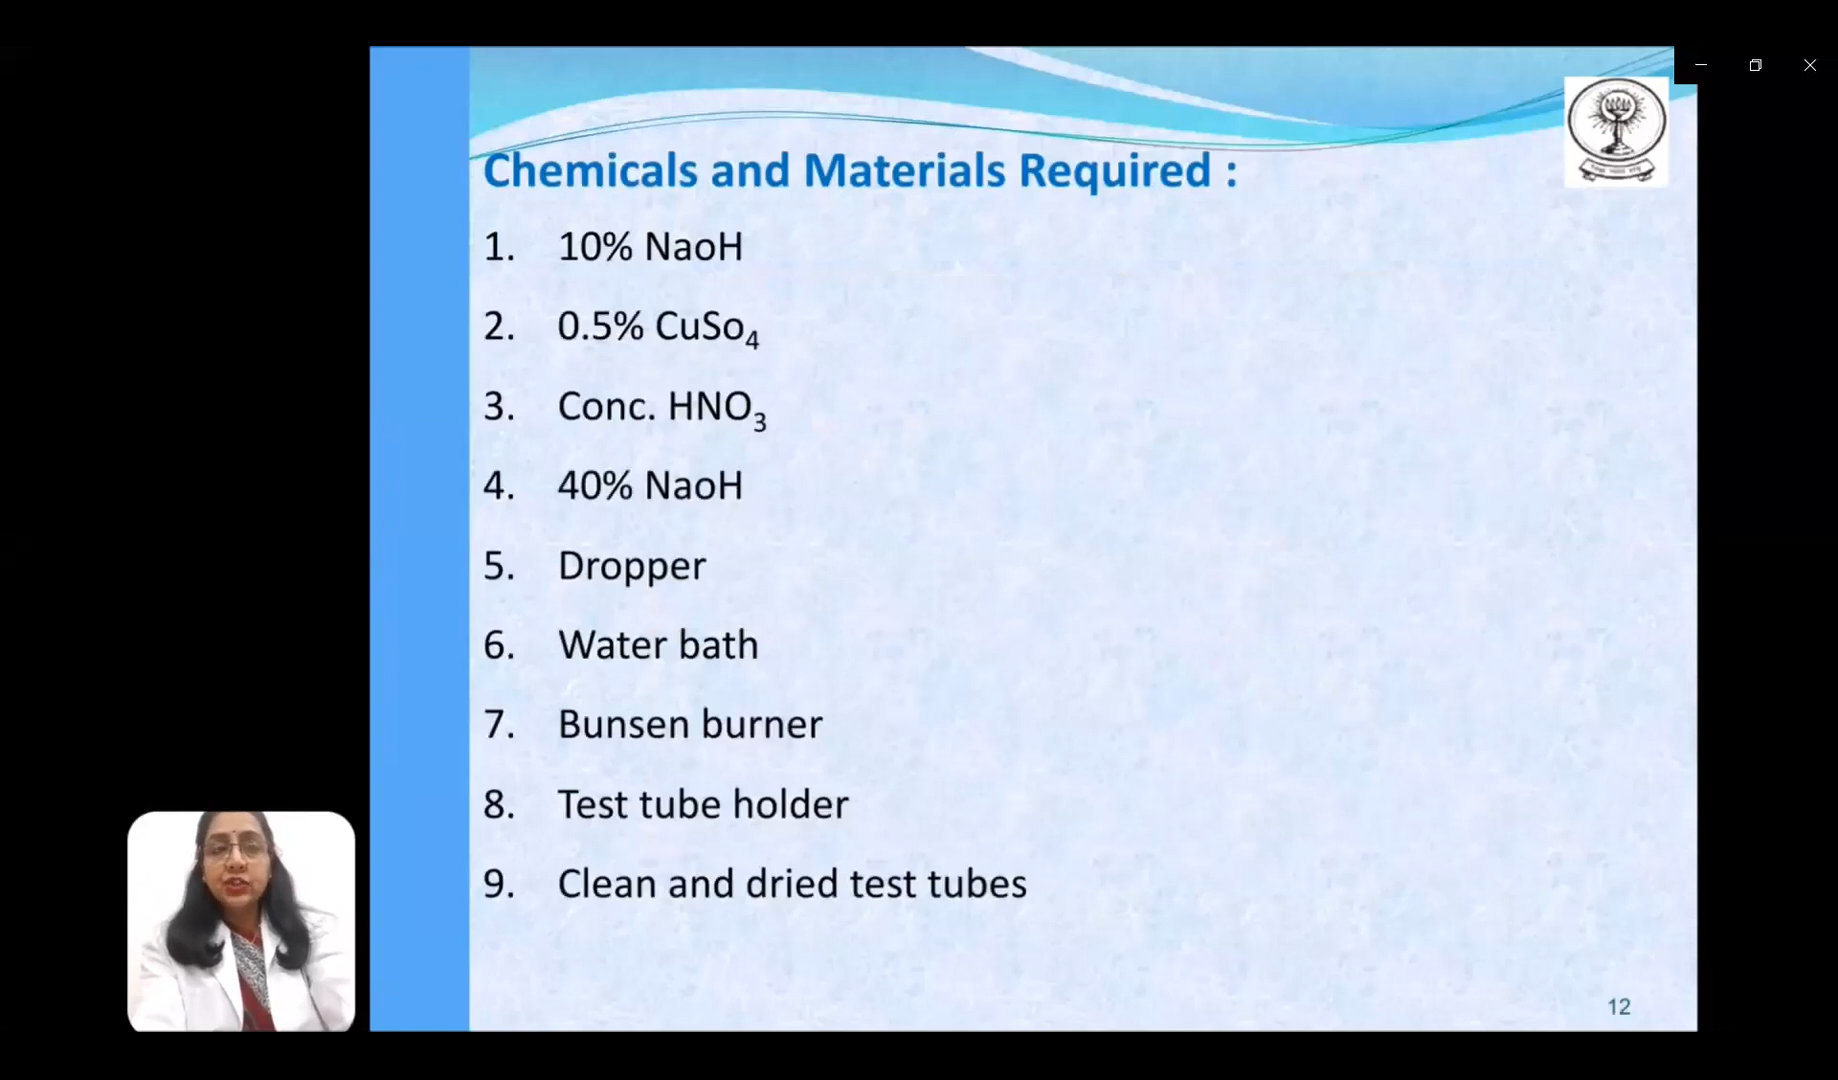 Chemicals and Materials Required :
1. 10% NaoH
2. 0.5% CuSo₄
3. Conc. HNO₃
4. 40% NaoH
5. Dropper
6. Water bath
7. Bunsen burner
8. Test tube holder
9. Clean and dried test tubes
12